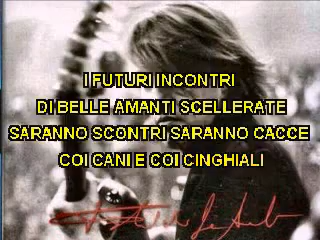 I FUTURI INCONTRI
DI BELLE AMANTI SCELLERATE
SARANNO SCONTRI SARANNO CACCE
COI CANI E COI CINGHIALI